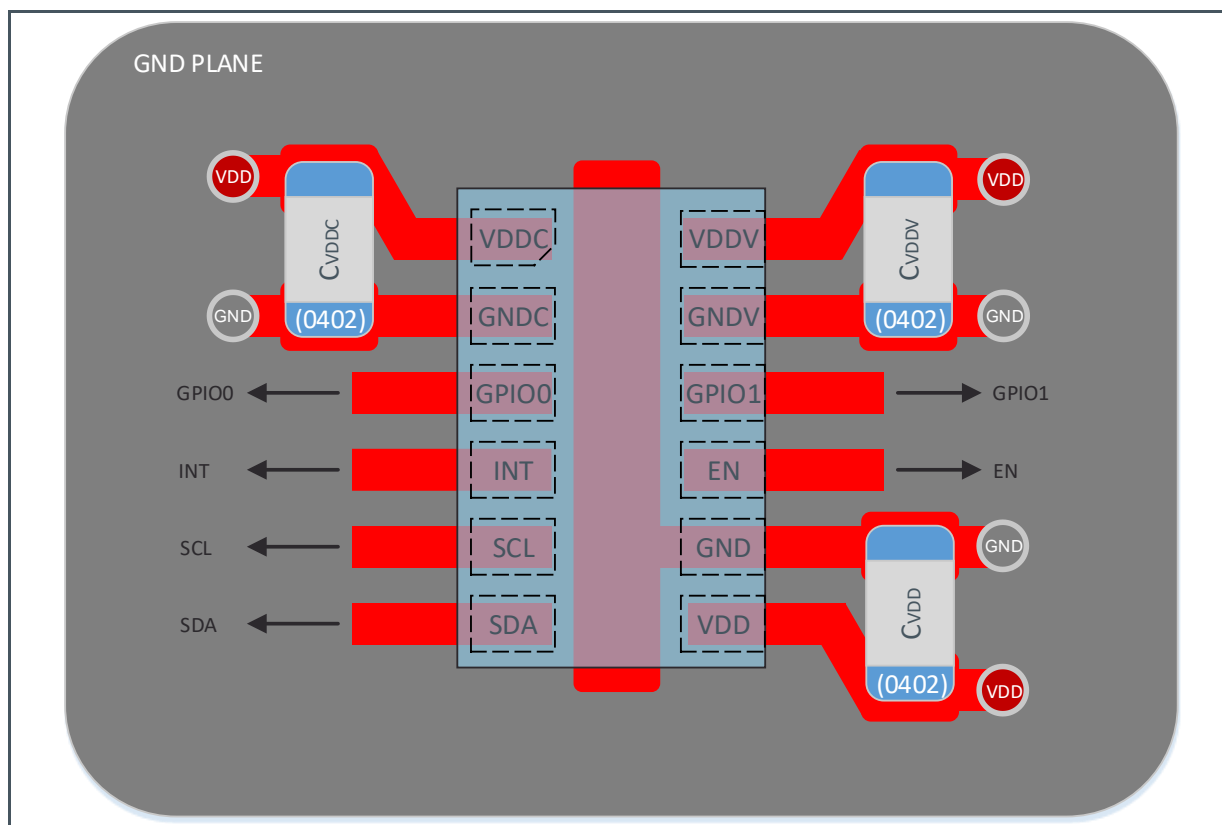 GND PLANE
VDD
CVDDC
(0402)
GND
VDDC
GNDC
GPIO0
INT
SCL
SDA
VDDV
GNDV
GPIO1
EN
GND
VDD
VDD
CVDDV
(0402)
GND
GPIO0
INT
SCL
SDA
GPIO1
EN
GND
CVDD
(0402)
VDD